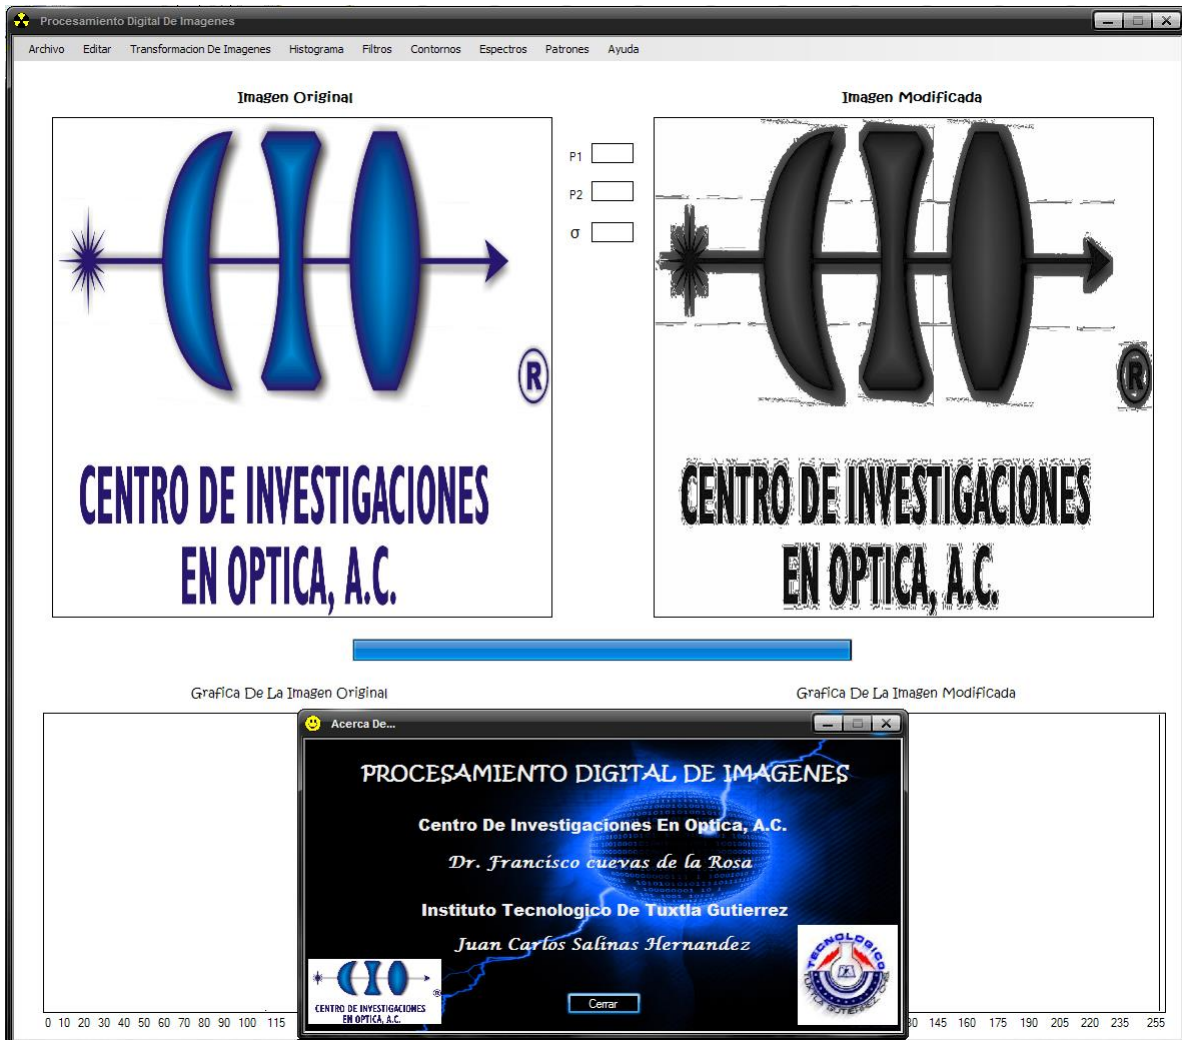 Procesamiento Digital De Imagenes
Archivo Editar Transformacion De Imagenes Histograma Filtros Contornos Espectros Patrones Ayuda
Imagen Original
Imagen Modificada
P1
P2
σ
®
CENTRO DE INVESTIGACIONES
EN OPTICA, A.C.
®
CENTRO DE INVESTIGACIONES
EN OPTICA, A.C.
Grafica De La Imagen Original
Grafica De La Imagen Modificada
Acerca De...
PROCESAMIENTO DIGITAL DE IMAGENES
Centro De Investigaciones En Optica, A.C.
Dr. Francisco cuevas de la Rosa
Instituto Tecnologico De Tuxtla Gutierrez
Juan Carlos Salinas Hernandez
®
CENTRO DE INVESTIGACIONES
EN OPTICA, A.C.
TECNOLOGICO
Cerrar
0 10 20 30 40 50 60 70 80 90 100 115
145 160 175 190 205 220 235 255